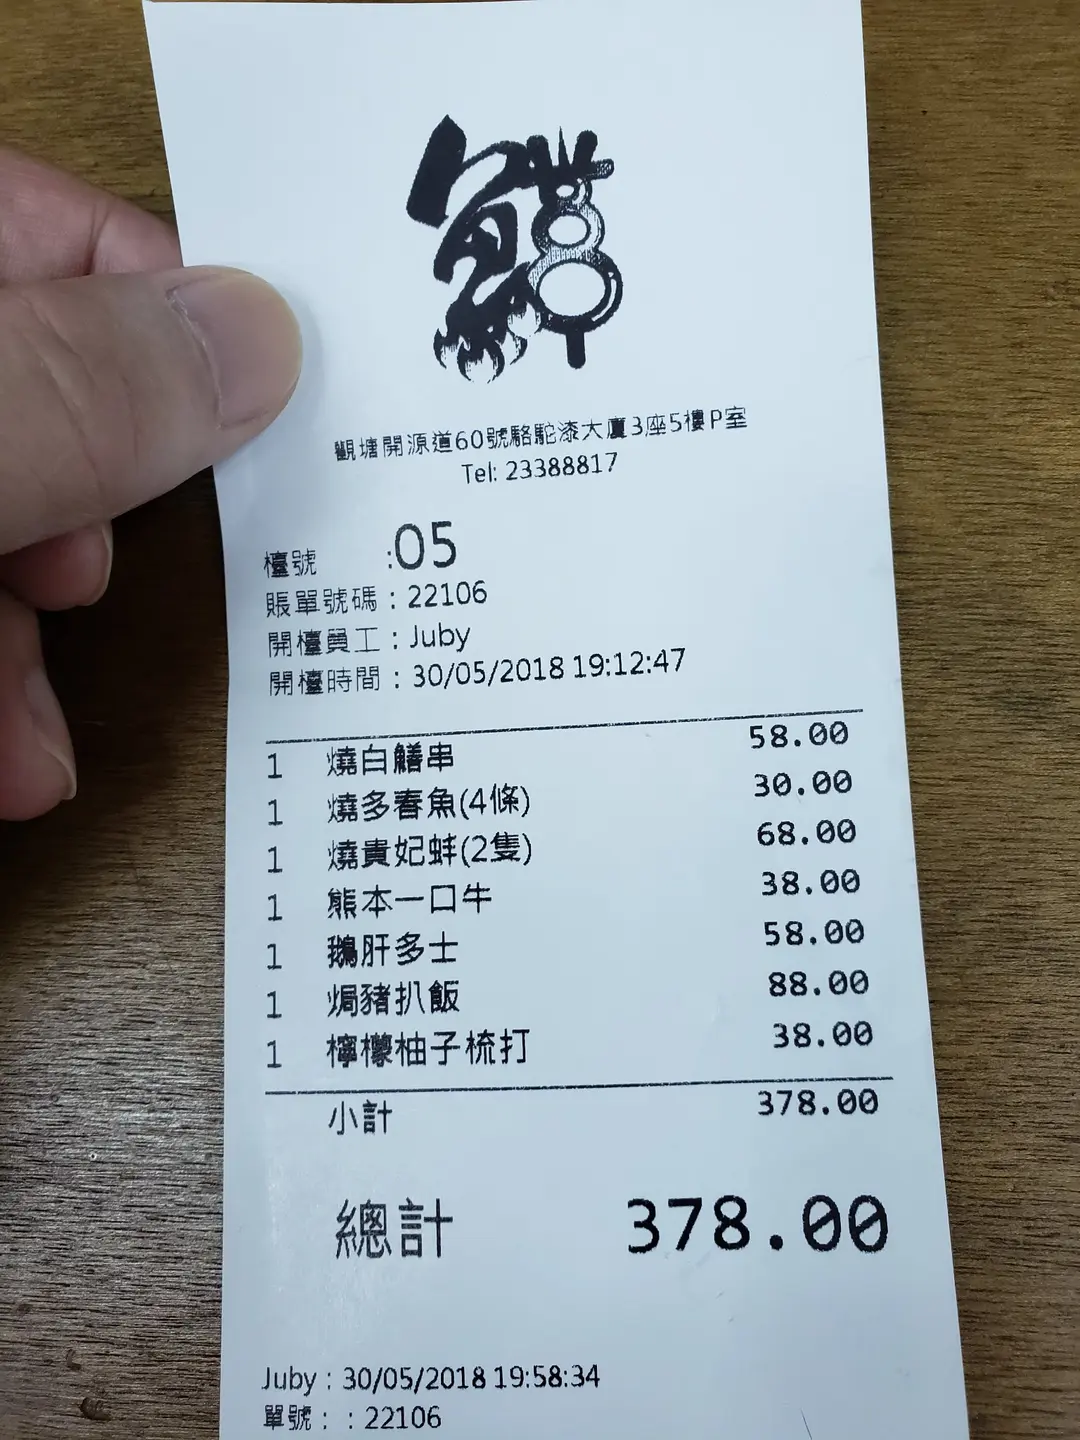 鱔
觀塘開源道60號駱駝漆大廈3座5樓P室
Tel: 23388817
檯號 :05
賬單號碼 : 22106
開檯員工 : Juby
開檯時間 : 30/05/2018 19:12:47
1 燒白鱔串 58.00
1 燒多春魚(4條) 30.00
1 燒貴妃蚌(2隻) 68.00
1 熊本一口牛 38.00
1 鵝肝多士 58.00
1 焗豬扒飯 88.00
1 檸檬柚子梳打 38.00
小計 378.00
總計 378.00
Juby : 30/05/2018 19:58:34
單號 : : 22106